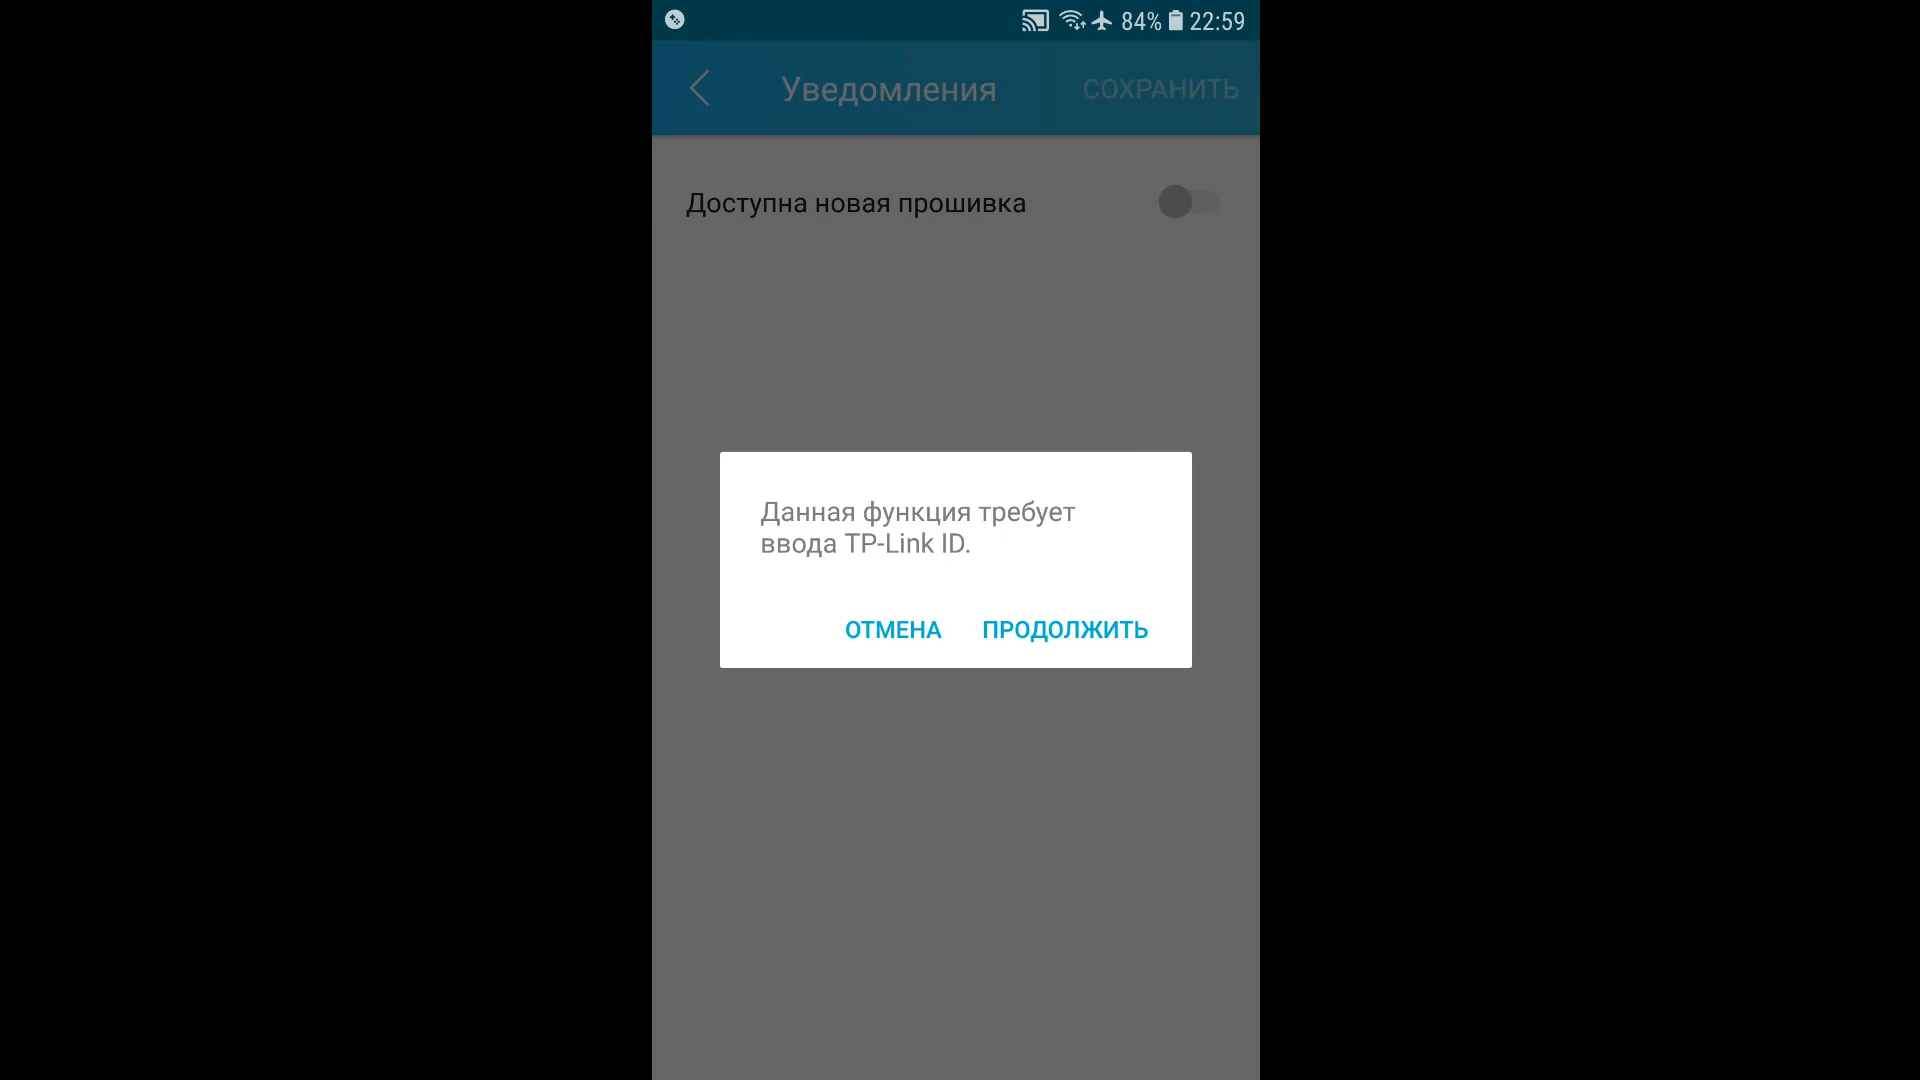 84% 22:59
Уведомления СОХРАНИТЬ
Доступна новая прошивка
Данная функция требует
ввода TP-Link ID.
ОТМЕНА ПРОДОЛЖИТЬ